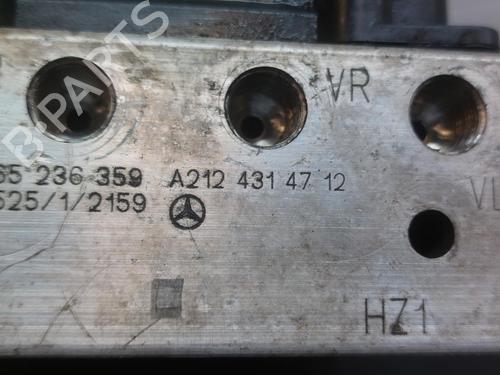 VR
65 236 359 A212 431 47 12
525/1/2159
VL
HZ1
B-PARTS